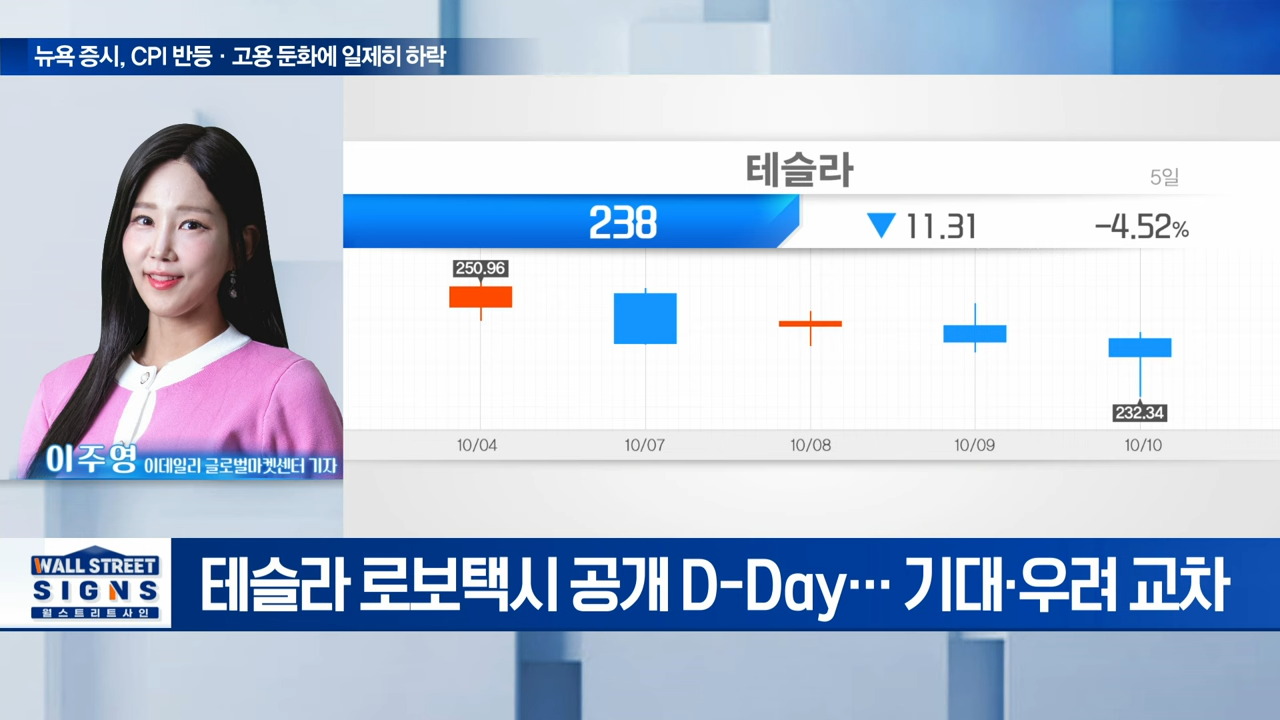 뉴욕 증시, CPI 반등 · 고용 둔화에 일제히 하락
테슬라
5일
238
▼ 11.31
-4.52%
250.96
232.34
10/04
10/07
10/08
10/09
10/10
이주영 이데일리 글로벌마켓센터 기자
WALL STREET
SIGNS
월스트리트사인
테슬라 로보택시 공개 D-Day… 기대·우려 교차